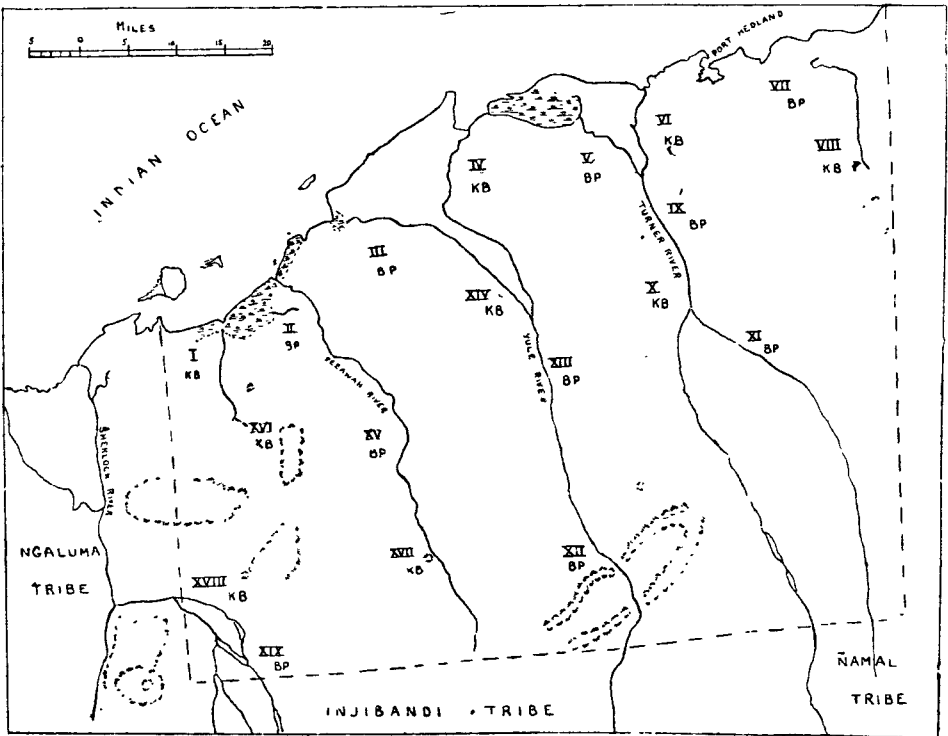 MILES
5 0 5 10 15 20
PORT HEDLAND
INDIAN OCEAN
VII
BP
VI
KB
VIII
KB
IV
KB
V
BP
IX
BP
TURNER RIVER
III
BP
X
KB
XIV
KB
II
BP
I
KB
XI
BP
YULE RIVER
XIII
BP
PEEAWAN RIVER
XVI
KB
XV
BP
SHERLOCK RIVER
NGALUMA
TRIBE
XVII
KB
XII
BP
XVIII
KB
XIX
BP
ÑAMAL
TRIBE
INJIBANDI TRIBE